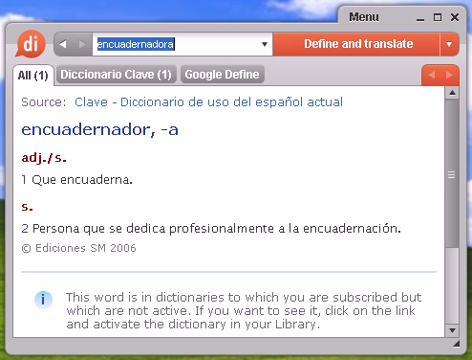 Menu
di
encuadernadora
Define and translate
All (1) Diccionario Clave (1) Google Define
Source: Clave - Diccionario de uso del español actual
encuadernador, -a
adj./s.
1 Que encuaderna.
s.
2 Persona que se dedica profesionalmente a la encuadernación.
© Ediciones SM 2006
i
This word is in dictionaries to which you are subscribed but
which are not active. If you want to see it, click on the link
and activate the dictionary in your Library.